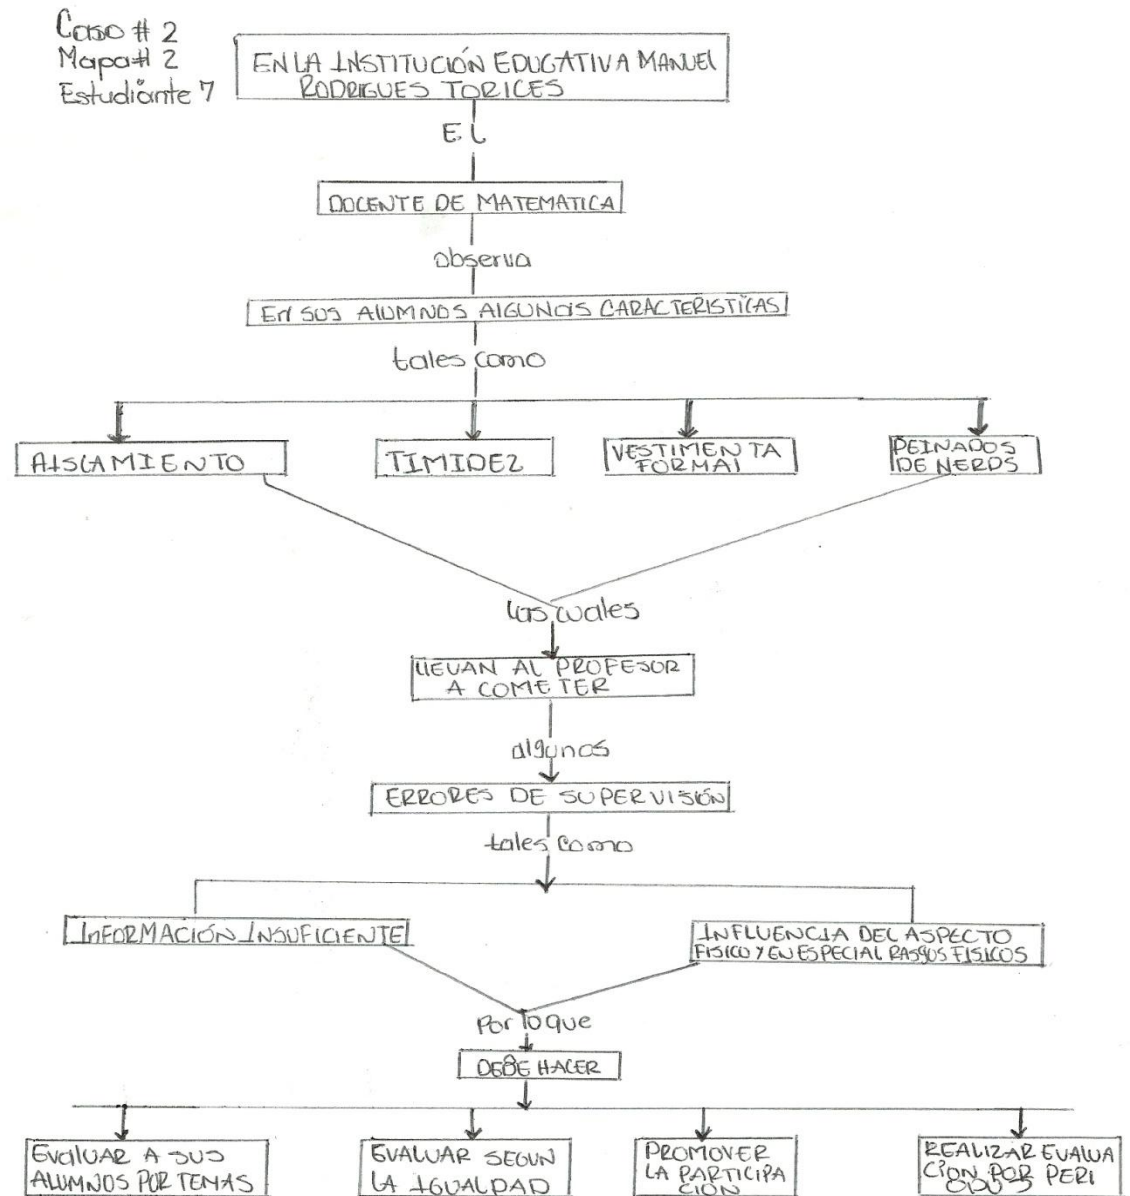 Caso # 2
Mapa# 2
Estudiante 7
EN LA INSTITUCIÓN EDUCATIVA MANUEL
RODRIGUES TORICES
El
DOCENTE DE MATEMATICA
observa
En sus AlUMNOS AlGUNas CARACTERISTICAS
tales como
AISLAMIENTO
TIMIDEZ
VESTIMENTA
FORMAl
PEINADOS
DE NERDS
las cuales
llEVAN AL PROFESOR
A COMETER
algunos
ERRORES DE SUPERVISIÓN
tales como
InFORMACIÓN INSUFICIENTE
INFLUENCIA DEL ASPECTO
FISICO Y EN ESPECIAL RASgOS FISICOS
Por lo que
DEBE HACER
EValUAR A SUS
AlUMNOS POR TEMAS
EVALUAR SEGUN
LA IGUALDAD
PROMOVER
LA PARTICIPA
CIÓN
REALIZAR EVALUA
CIÓN POR PERI
ODOS